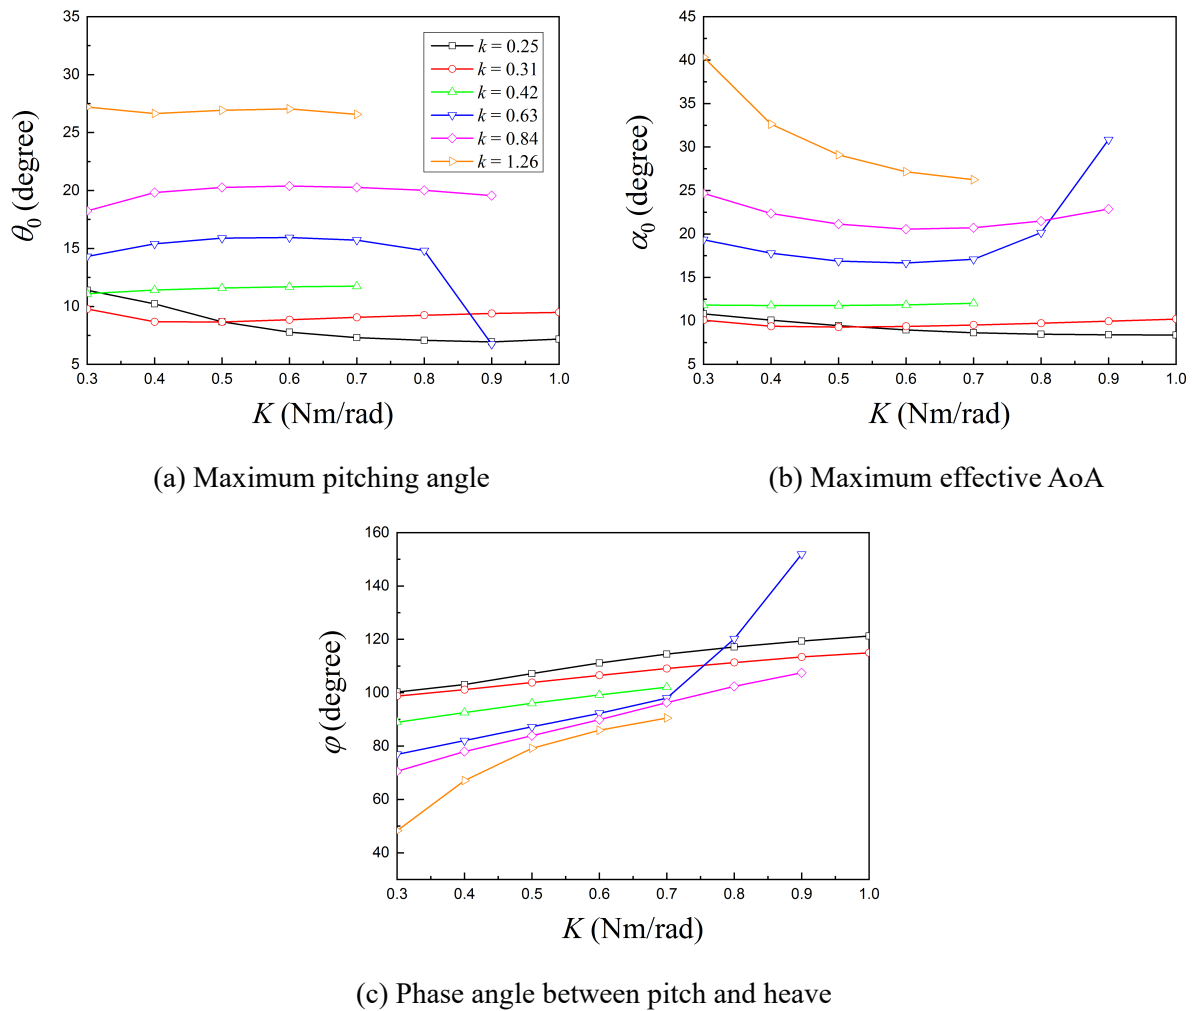 35
30
25
20
15
10
5
θ0 (degree)
k = 0.25
k = 0.31
k = 0.42
k = 0.63
k = 0.84
k = 1.26
0.3 0.4 0.5 0.6 0.7 0.8 0.9 1.0
K (Nm/rad)
(a) Maximum pitching angle
45
40
35
30
25
20
15
10
5
α0 (degree)
0.3 0.4 0.5 0.6 0.7 0.8 0.9 1.0
K (Nm/rad)
(b) Maximum effective AoA
160
140
120
100
80
60
40
φ (degree)
0.3 0.4 0.5 0.6 0.7 0.8 0.9 1.0
K (Nm/rad)
(c) Phase angle between pitch and heave